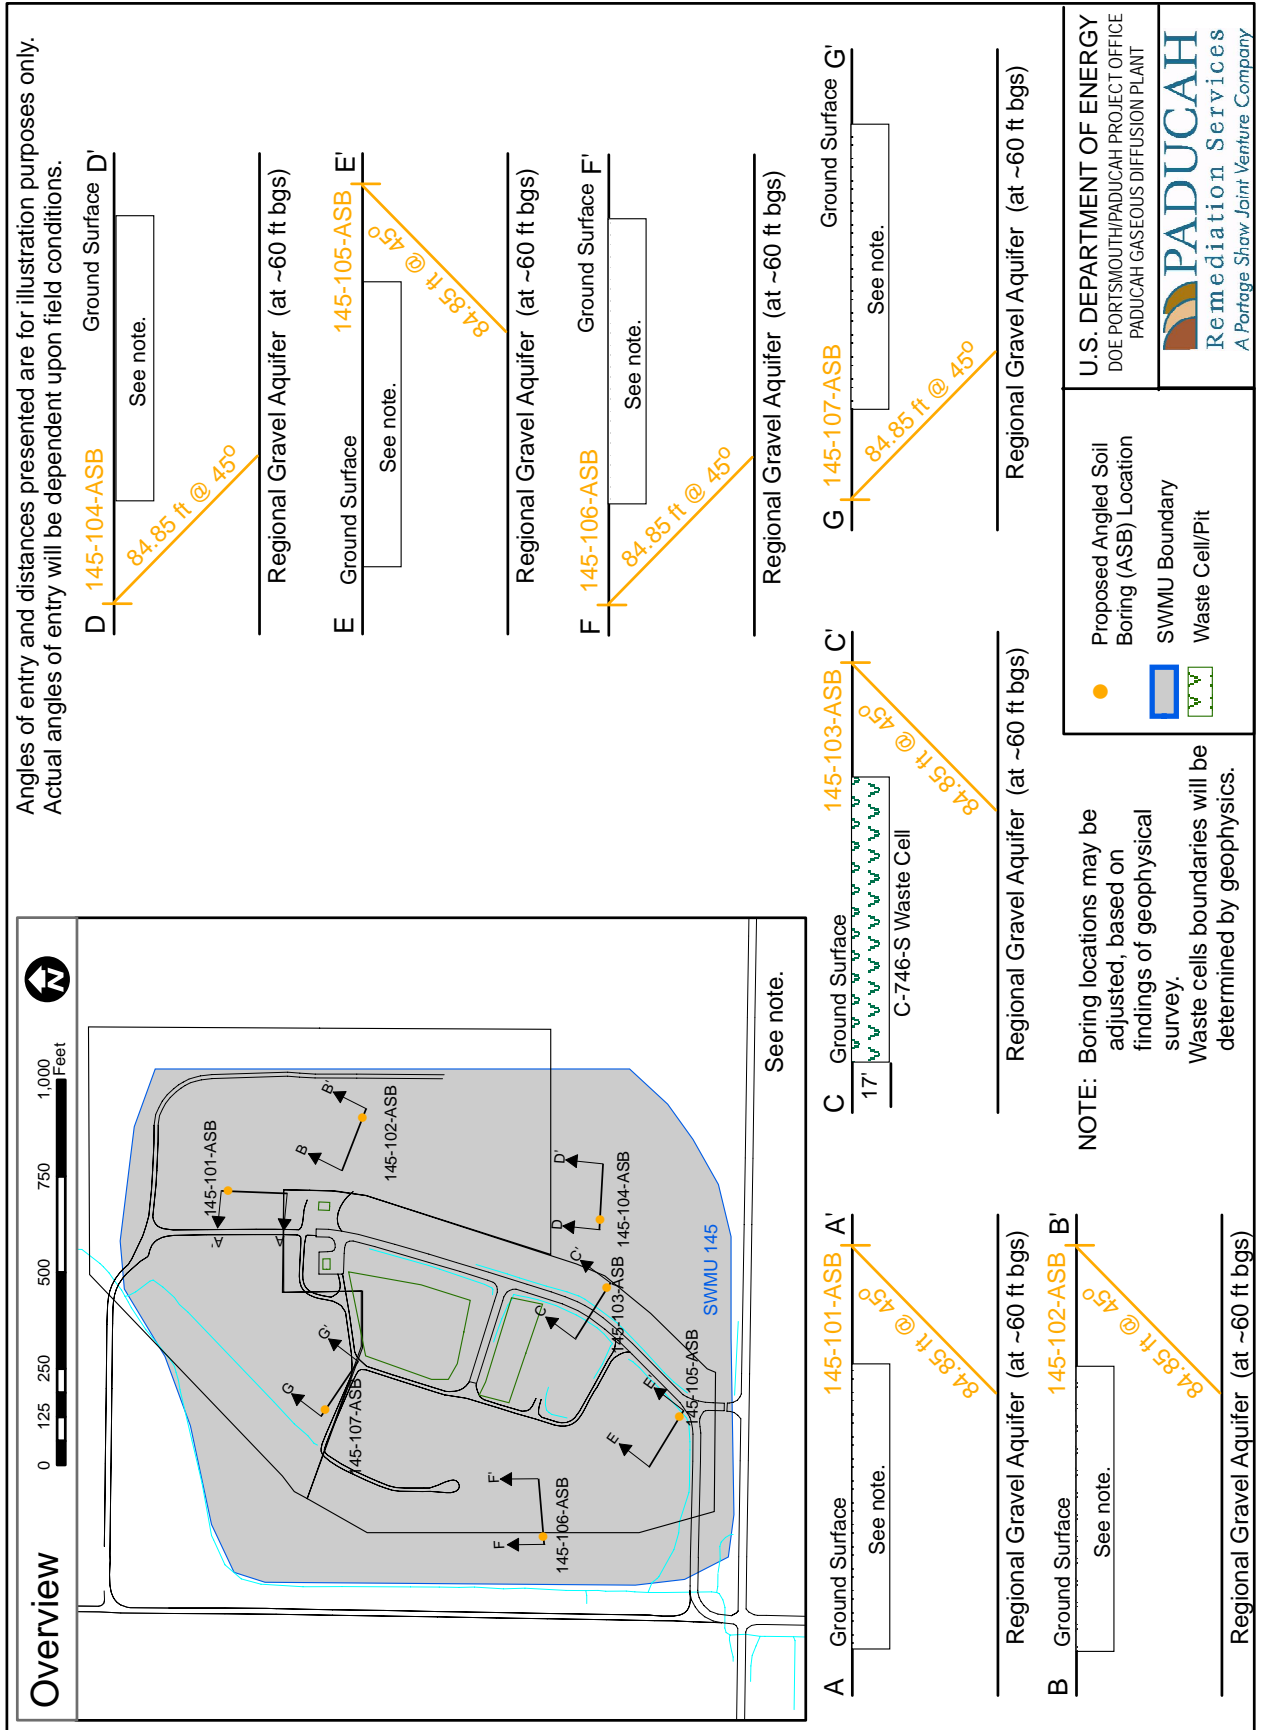 Overview
0 125 250 500 750 1,000
Feet
N
145-101-ASB
A'
A
B
B'
145-102-ASB
G
G'
145-107-ASB
C
C'
145-103-ASB
D
D'
145-104-ASB
E
E'
145-105-ASB
F
F'
145-106-ASB
SWMU 145
See note.
Angles of entry and distances presented are for illustration purposes only.
Actual angles of entry will be dependent upon field conditions.
D 145-104-ASB Ground Surface D'
84.85 ft @ 45o
See note.
Regional Gravel Aquifer (at ~60 ft bgs)
E Ground Surface 145-105-ASB E'
See note.
84.85 ft @ 45o
Regional Gravel Aquifer (at ~60 ft bgs)
F 145-106-ASB Ground Surface F'
84.85 ft @ 45o
See note.
Regional Gravel Aquifer (at ~60 ft bgs)
A Ground Surface 145-101-ASB A'
See note.
84.85 ft @ 45o
Regional Gravel Aquifer (at ~60 ft bgs)
B Ground Surface 145-102-ASB B'
See note.
84.85 ft @ 45o
Regional Gravel Aquifer (at ~60 ft bgs)
C Ground Surface 145-103-ASB C'
17'
C-746-S Waste Cell
84.85 ft @ 45o
Regional Gravel Aquifer (at ~60 ft bgs)
G 145-107-ASB Ground Surface G'
84.85 ft @ 45o
See note.
Regional Gravel Aquifer (at ~60 ft bgs)
NOTE: Boring locations may be
adjusted, based on
findings of geophysical
survey.
Waste cells boundaries will be
determined by geophysics.
Proposed Angled Soil
Boring (ASB) Location
SWMU Boundary
Waste Cell/Pit
U.S. DEPARTMENT OF ENERGY
DOE PORTSMOUTH/PADUCAH PROJECT OFFICE
PADUCAH GASEOUS DIFFUSION PLANT
PADUCAH
Remediation Services
A Portage Shaw Joint Venture Company